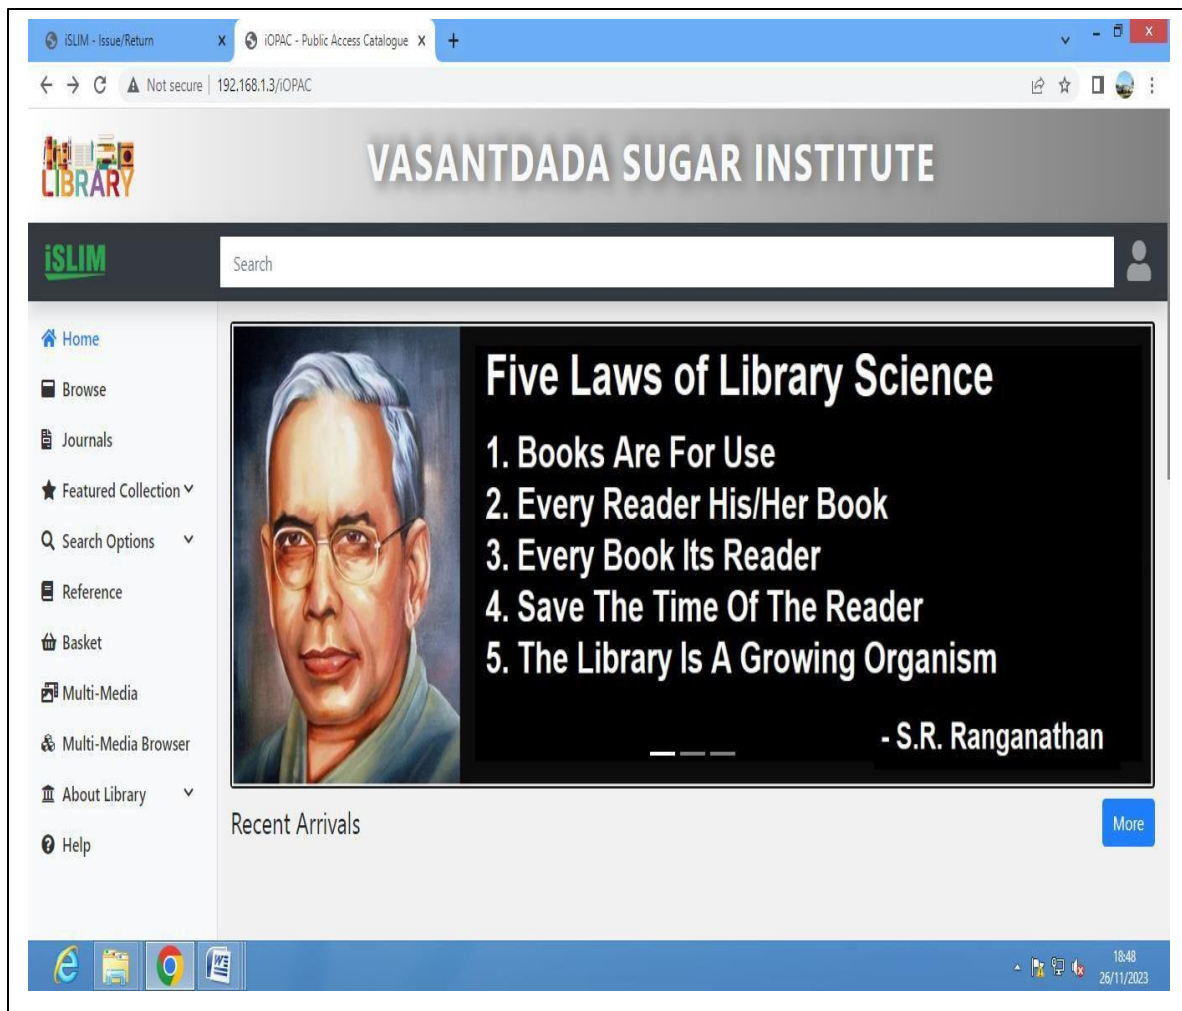 iSLIM - Issue/Return
iOPAC - Public Access Catalogue
Not secure 192.168.1.3/iOPAC
LIBRARY
VASANTDADA SUGAR INSTITUTE
iSLIM
Search
Home
Browse
Journals
Featured Collection
Search Options
Reference
Basket
Multi-Media
Multi-Media Browser
About Library
Help
Five Laws of Library Science
1. Books Are For Use
2. Every Reader His/Her Book
3. Every Book Its Reader
4. Save The Time Of The Reader
5. The Library Is A Growing Organism
- S.R. Ranganathan
Recent Arrivals
More
18:48
26/11/2023